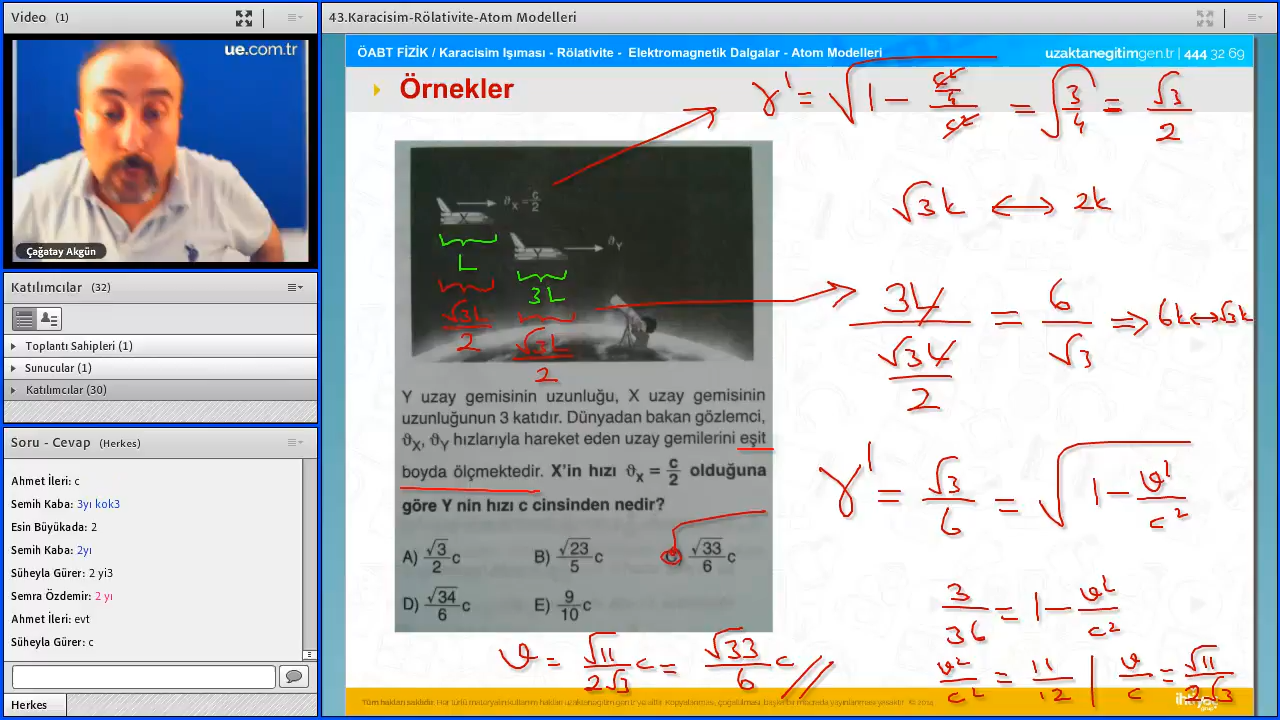 Video (1)
43.Karacisim-Rölativite-Atom Modelleri
ue.com.tr
Çağatay Akgün
ÖABT FİZİK / Karacisim Işıması - Rölativite - Elektromagnetik Dalgalar - Atom Modelleri
uzaktanegitimgen.tr | 444 32 69
Örnekler
γ' = √(1 − (c²/4)/c²) = √(3/4) = √3/2
ϑX = c/2
X
ϑY
Y
L
3L
√3L/2
√3L/2
√3k ↔ 2k
3L/(√3L/2) = 6/√3 ⇒ 6k ↔ √3k
Y uzay gemisinin uzunluğu, X uzay gemisinin
uzunluğunun 3 katıdır. Dünyadan bakan gözlemci,
ϑX, ϑY hızlarıyla hareket eden uzay gemilerini eşit
boyda ölçmektedir. X'in hızı ϑx = c/2 olduğuna
göre Y nin hızı c cinsinden nedir?
A) √3/2 c B) √23/5 c C) √33/6 c
D) √34/6 c E) 9/10 c
γ' = √3/6 = √(1 − ϑ²/c²)
3/36 = 1 − ϑ²/c²
ϑ²/c² = 11/12 | ϑ/c = √11/2√3
ϑ = √11/2√3 c = √33/6 c //
Katılımcılar (32)
Toplantı Sahipleri (1)
Sunucular (1)
Katılımcılar (30)
Soru - Cevap (Herkes)
Ahmet İleri: c
Semih Kaba: 3yı kok3
Esin Büyükada: 2
Semih Kaba: 2yı
Süheyla Gürer: 2 yi3
Semra Özdemir: 2 yı
Ahmet İleri: evt
Süheyla Gürer: c
Herkes
Tüm hakları saklıdır.
© 2014